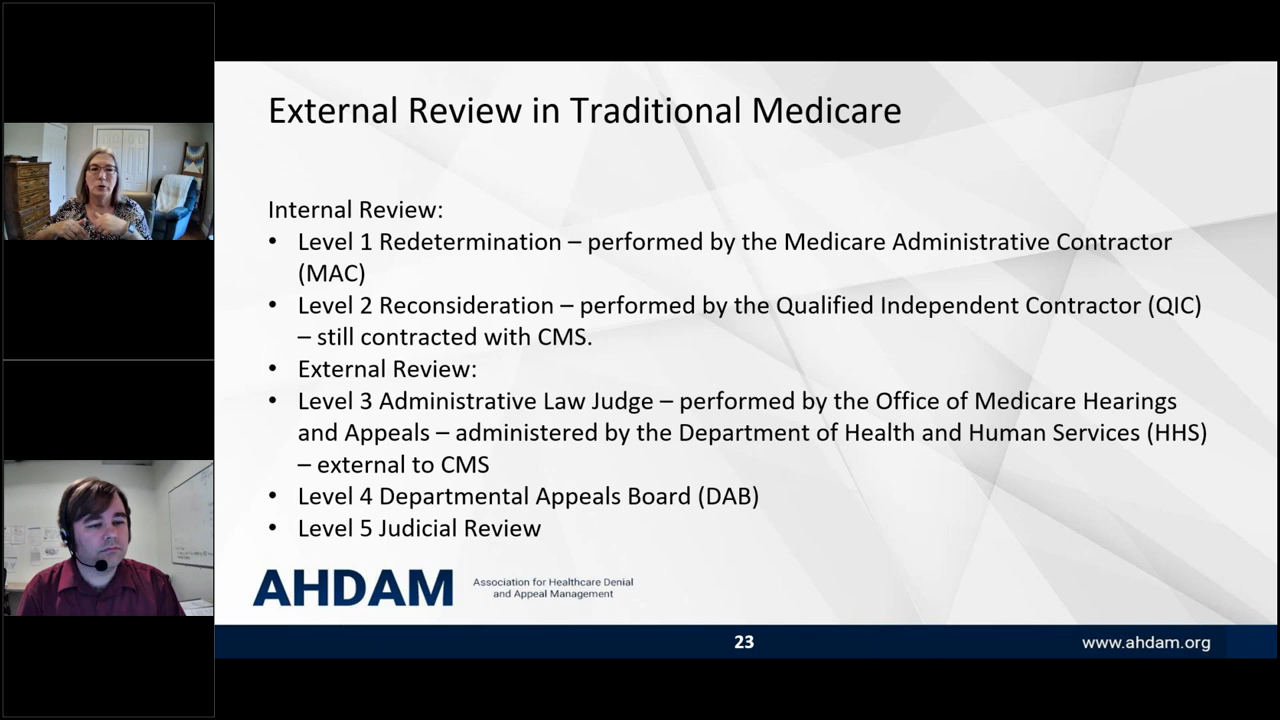 External Review in Traditional Medicare
Internal Review:
• Level 1 Redetermination – performed by the Medicare Administrative Contractor
(MAC)
• Level 2 Reconsideration – performed by the Qualified Independent Contractor (QIC)
– still contracted with CMS.
• External Review:
• Level 3 Administrative Law Judge – performed by the Office of Medicare Hearings
and Appeals – administered by the Department of Health and Human Services (HHS)
– external to CMS
• Level 4 Departmental Appeals Board (DAB)
• Level 5 Judicial Review
AHDAM
Association for Healthcare Denial
and Appeal Management
23
www.ahdam.org